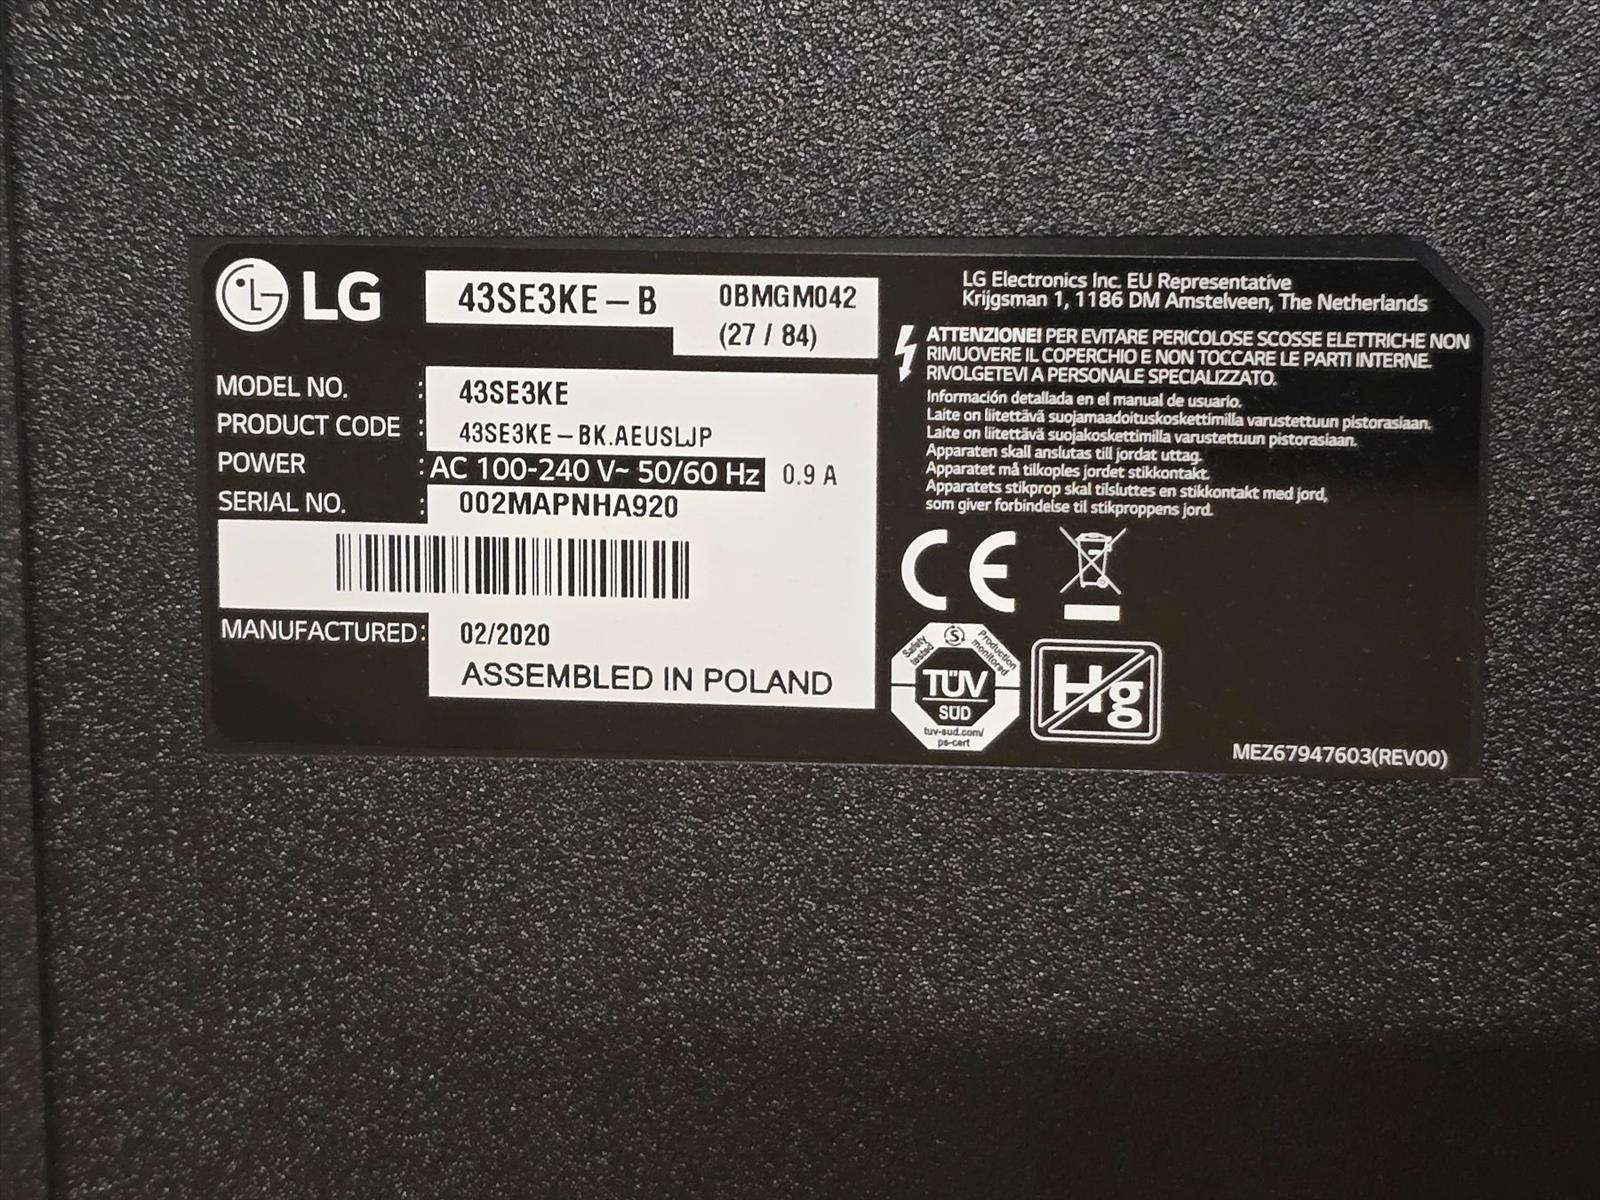 LG
43SE3KE-B 0BMGM042
(27 / 84)
MODEL NO. : 43SE3KE
PRODUCT CODE : 43SE3KE-BK.AEUSLJP
POWER : AC 100-240 V~ 50/60 Hz 0.9 A
SERIAL NO. : 002MAPNHA920
MANUFACTURED: 02/2020
ASSEMBLED IN POLAND
LG Electronics Inc. EU Representative
Krijgsman 1, 1186 DM Amstelveen, The Netherlands
ATTENZIONE! PER EVITARE PERICOLOSE SCOSSE ELETTRICHE NON
RIMUOVERE IL COPERCHIO E NON TOCCARE LE PARTI INTERNE.
RIVOLGETEVI A PERSONALE SPECIALIZZATO.
Información detallada en el manual de usuario.
Laite on liitettävä suojamaadoituskoskettimilla varustettuun pistorasiaan.
Laite on liitettävä suojakoskettimilla varustettuun pistorasiaan.
Apparaten skall anslutas till jordat uttag.
Apparatet må tilkoples jordet stikkontakt.
Apparatets stikprop skal tilsluttes en stikkontakt med jord,
som giver forbindelse til stikproppens jord.
CE
Safety tested
S
Production monitored
TÜV
SÜD
tuv-sud.com/
ps-cert
Hg
MEZ67947603(REV00)